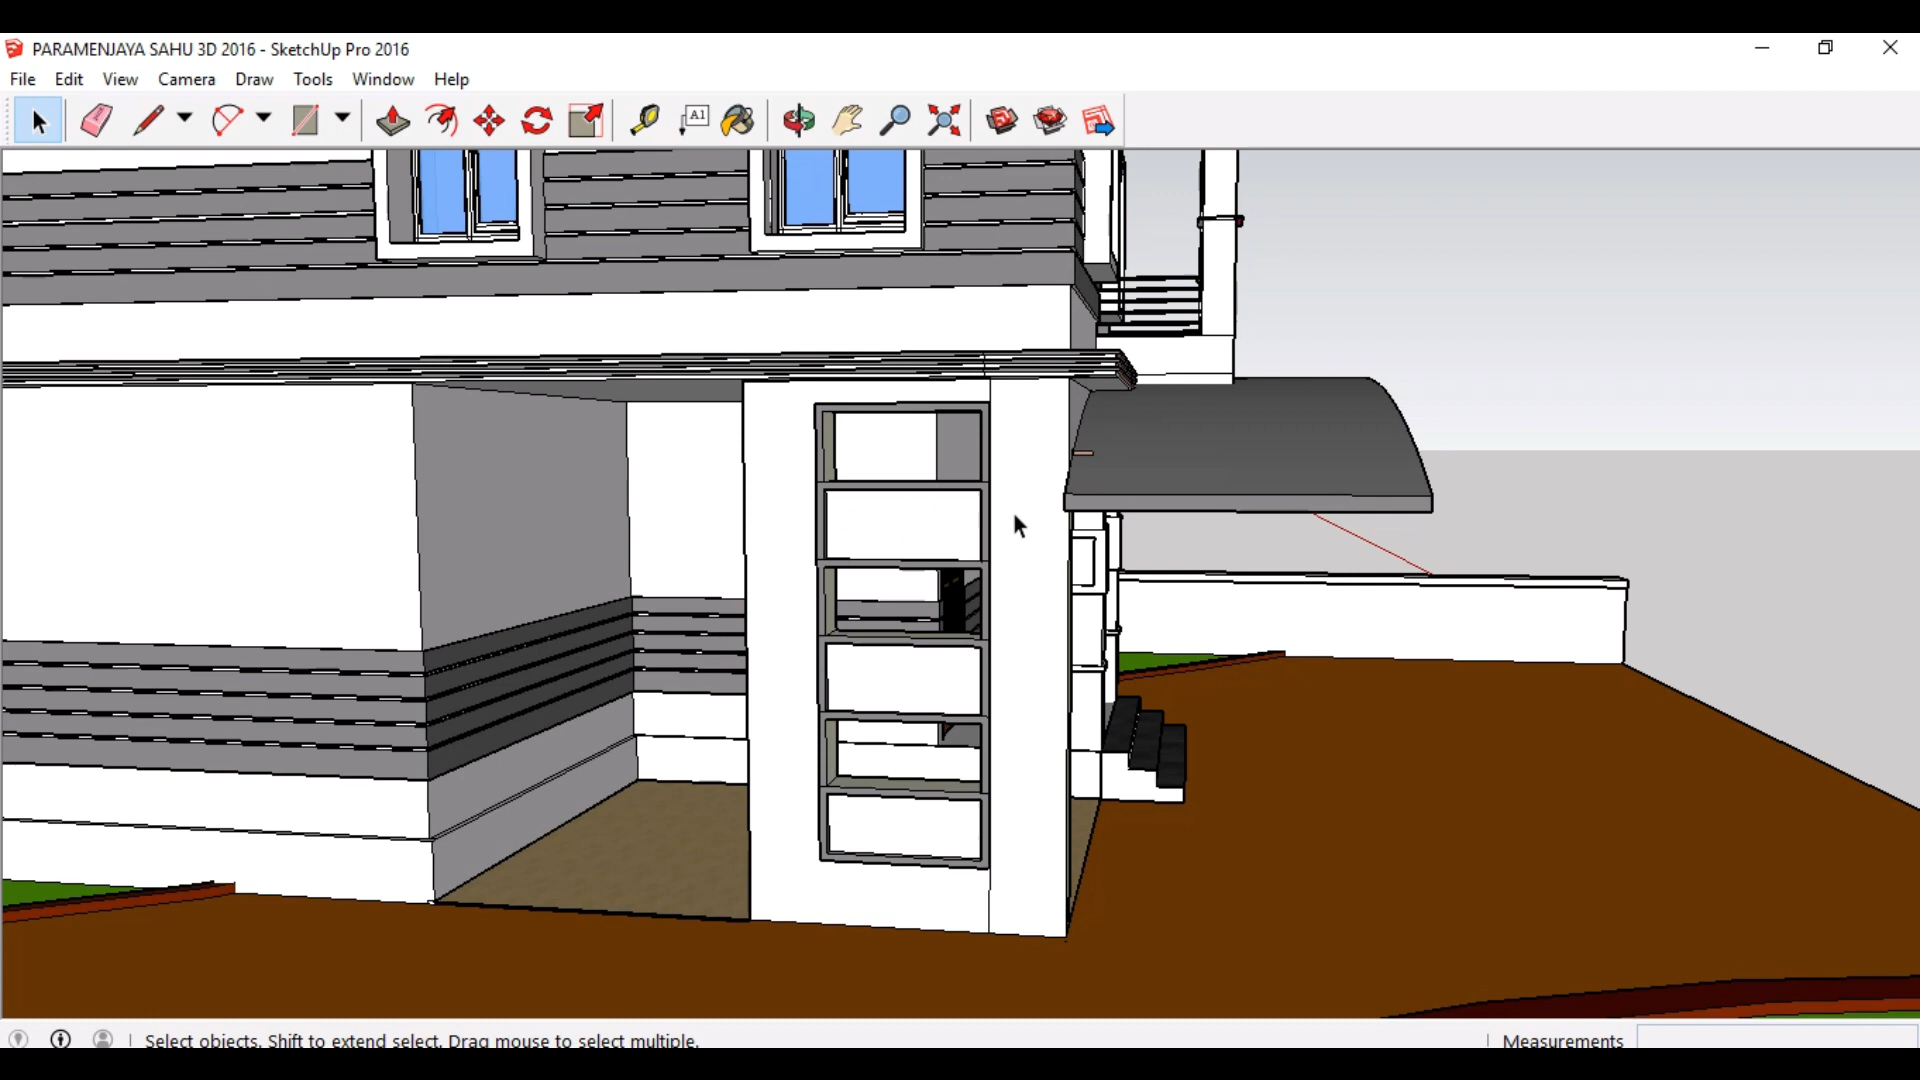 PARAMENJAYA SAHU 3D 2016 - SketchUp Pro 2016
File Edit View Camera Draw Tools Window Help
A1
Select objects. Shift to extend select. Drag mouse to select multiple.
Measurements